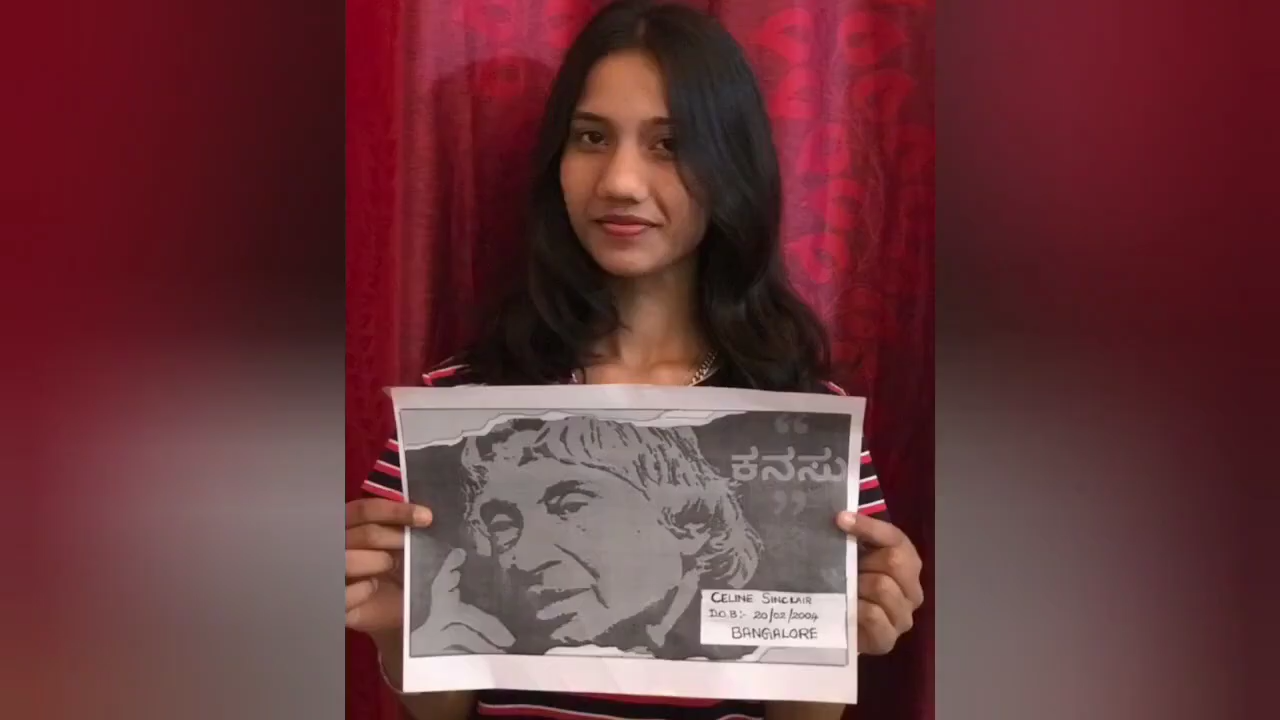 “
ಕನಸು
”
CELINE SINCLAIR
D.O.B:- 20/02/2004
BANGALORE